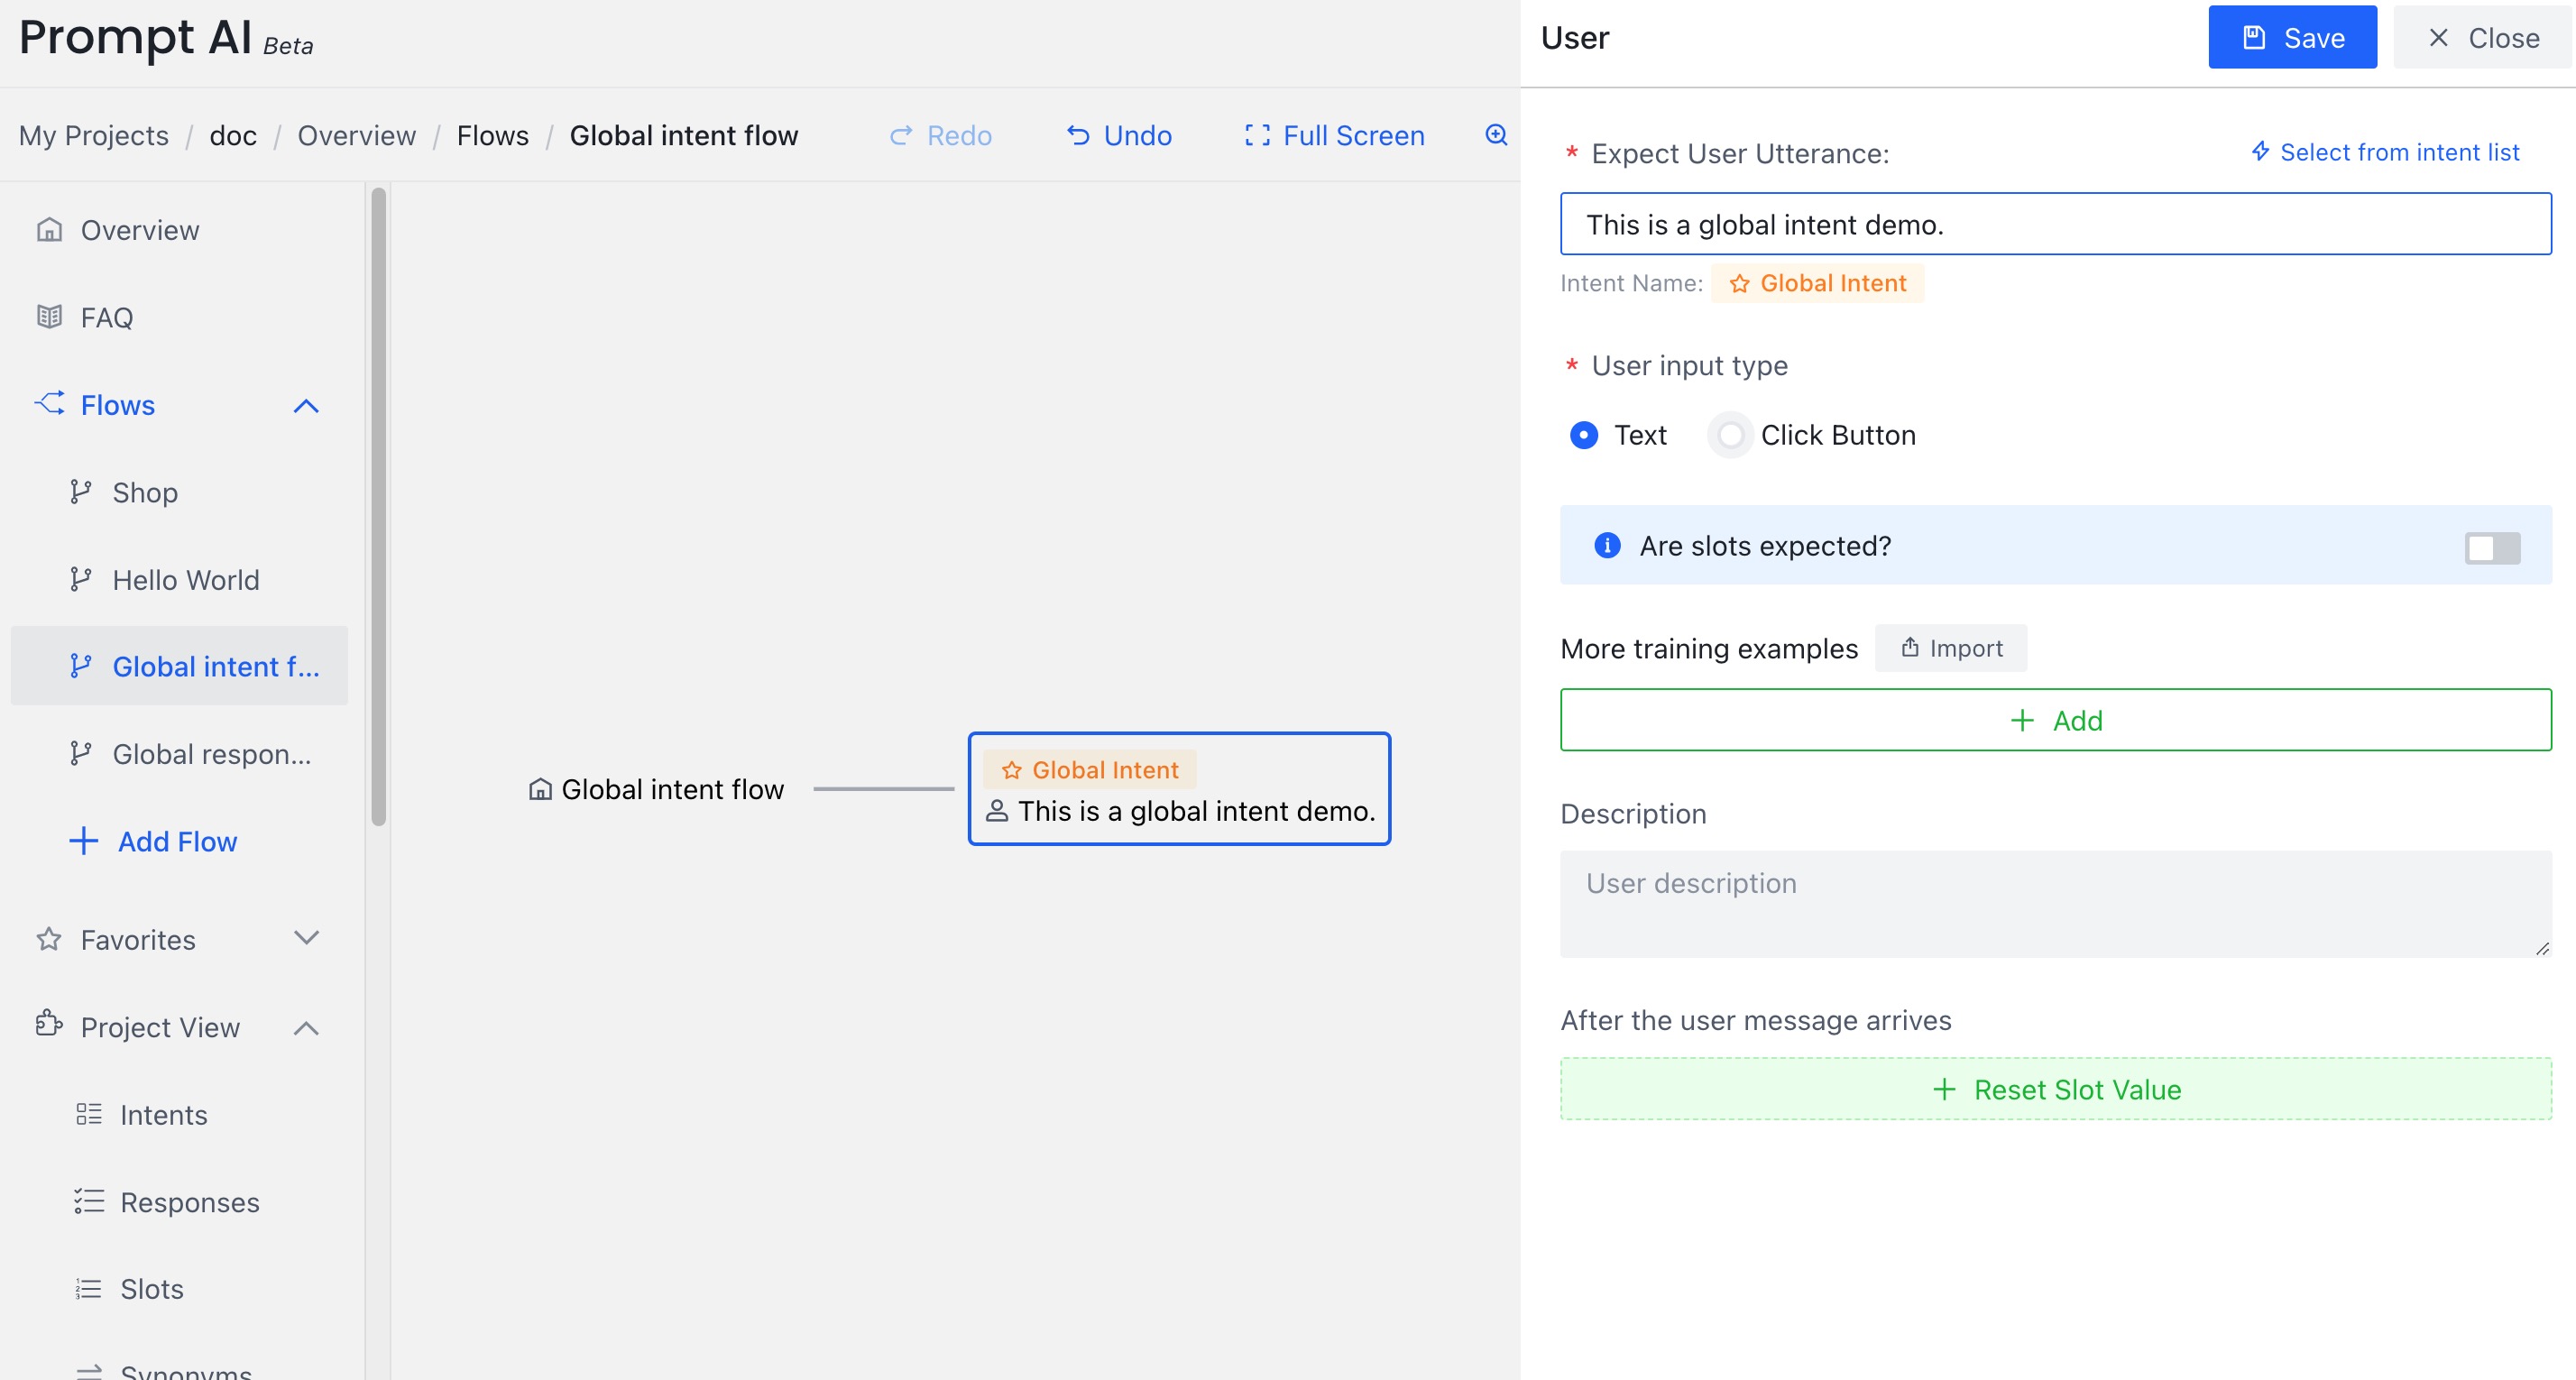 Prompt AI Beta
User
Save
Close
My Projects / doc / Overview / Flows / Global intent flow
Redo
Undo
Full Screen
* Expect User Utterance:
Select from intent list
This is a global intent demo.
Intent Name: Global Intent
* User input type
Text
Click Button
Are slots expected?
More training examples
Import
+ Add
Description
User description
After the user message arrives
+ Reset Slot Value
Overview
FAQ
Flows
Shop
Hello World
Global intent f...
Global respon...
+ Add Flow
Favorites
Project View
Intents
Responses
Slots
Synonyms
Global intent flow
Global Intent
This is a global intent demo.